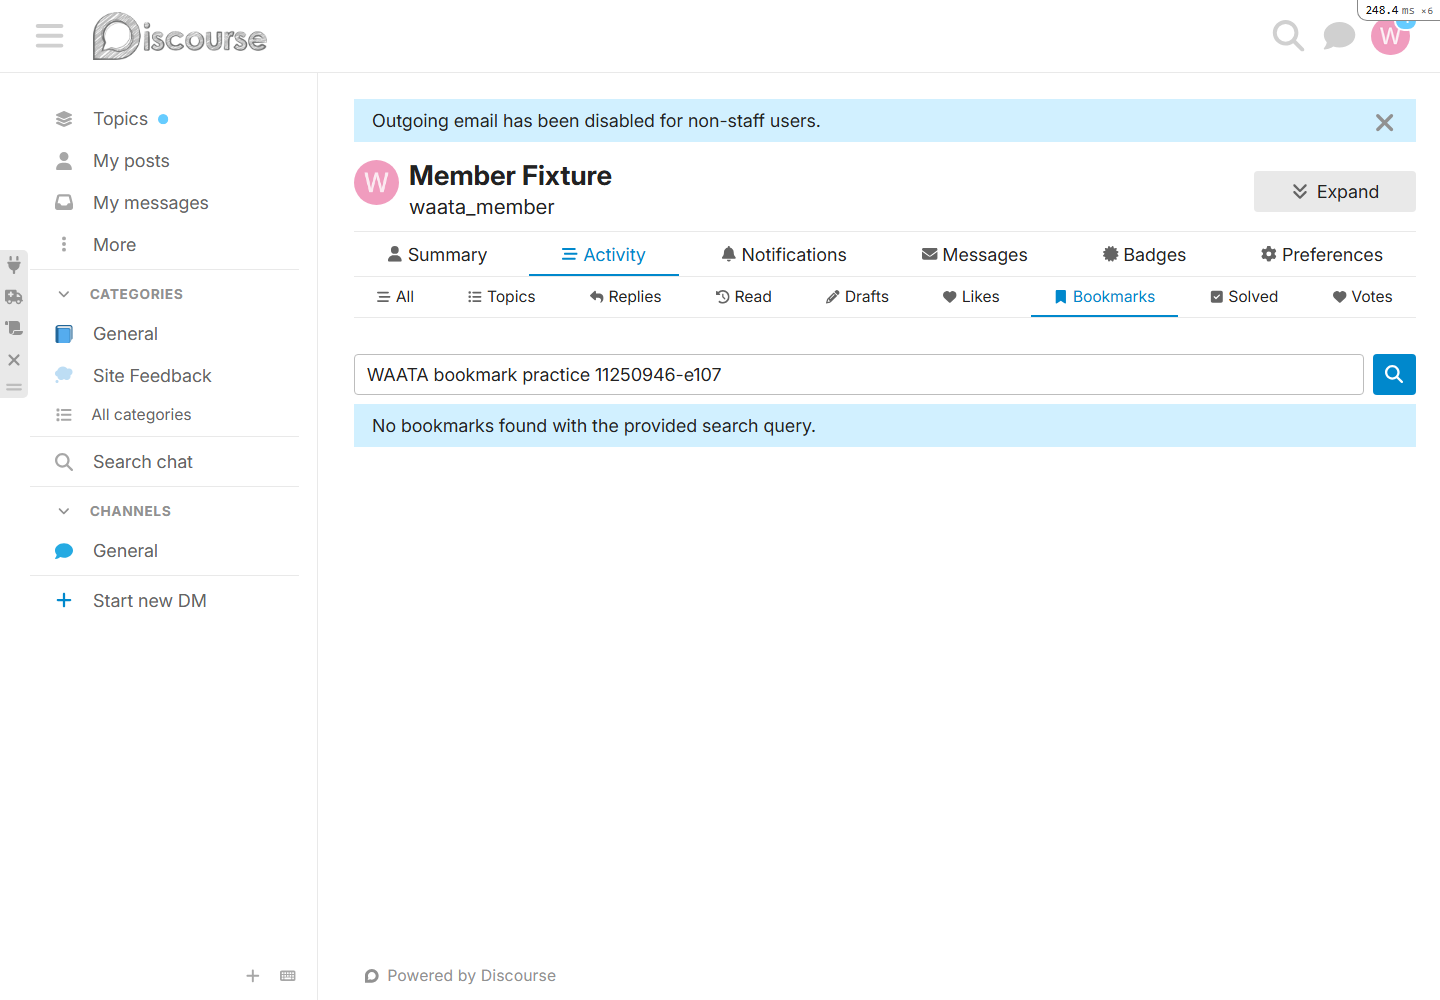 248.4 ms ×6
Discourse
Topics
My posts
My messages
More
CATEGORIES
General
Site Feedback
All categories
Search chat
CHANNELS
General
Start new DM
Outgoing email has been disabled for non-staff users.
W
Member Fixture
waata_member
Expand
Summary Activity Notifications Messages Badges Preferences
All Topics Replies Read Drafts Likes Bookmarks Solved Votes
WAATA bookmark practice 11250946-e107
No bookmarks found with the provided search query.
Powered by Discourse
W